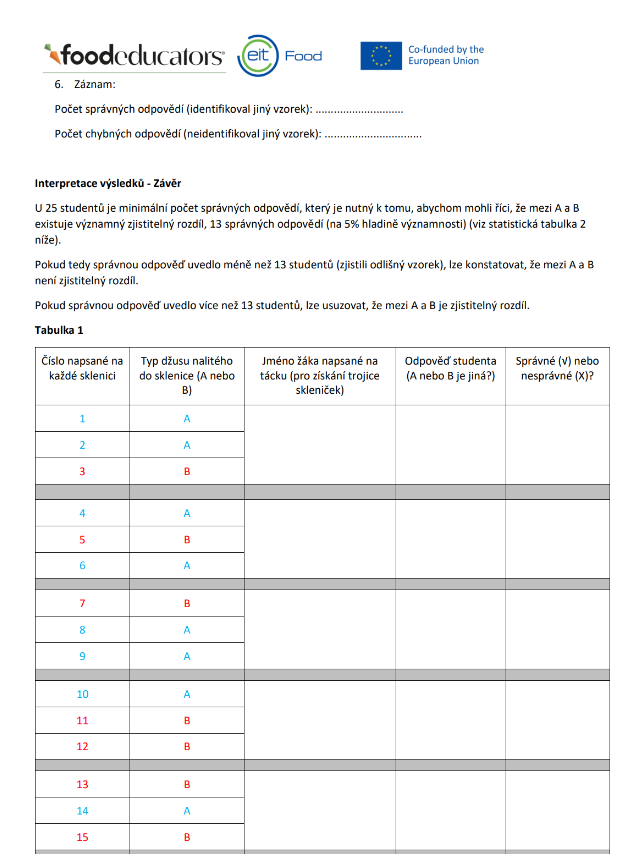 foodeducators®
eit Food
Co-funded by the
European Union
6. Záznam:
Počet správných odpovědí (identifikoval jiný vzorek): .............................
Počet chybných odpovědí (neidentifikoval jiný vzorek): ................................
Interpretace výsledků - Závěr
U 25 studentů je minimální počet správných odpovědí, který je nutný k tomu, abychom mohli říci, že mezi A a B
existuje významný zjistitelný rozdíl, 13 správných odpovědí (na 5% hladině významnosti) (viz statistická tabulka 2
níže).
Pokud tedy správnou odpověď uvedlo méně než 13 studentů (zjistili odlišný vzorek), lze konstatovat, že mezi A a B
není zjistitelný rozdíl.
Pokud správnou odpověď uvedlo více než 13 studentů, lze usuzovat, že mezi A a B je zjistitelný rozdíl.
Tabulka 1
Číslo napsané na
každé sklenici
Typ džusu nalitého
do sklenice (A nebo
B)
Jméno žáka napsané na
tácku (pro získání trojice
skleniček)
Odpověď studenta
(A nebo B je jiná?)
Správné (√) nebo
nesprávné (X)?
1 A
2 A
3 B
4 A
5 B
6 A
7 B
8 A
9 A
10 A
11 B
12 B
13 B
14 A
15 B